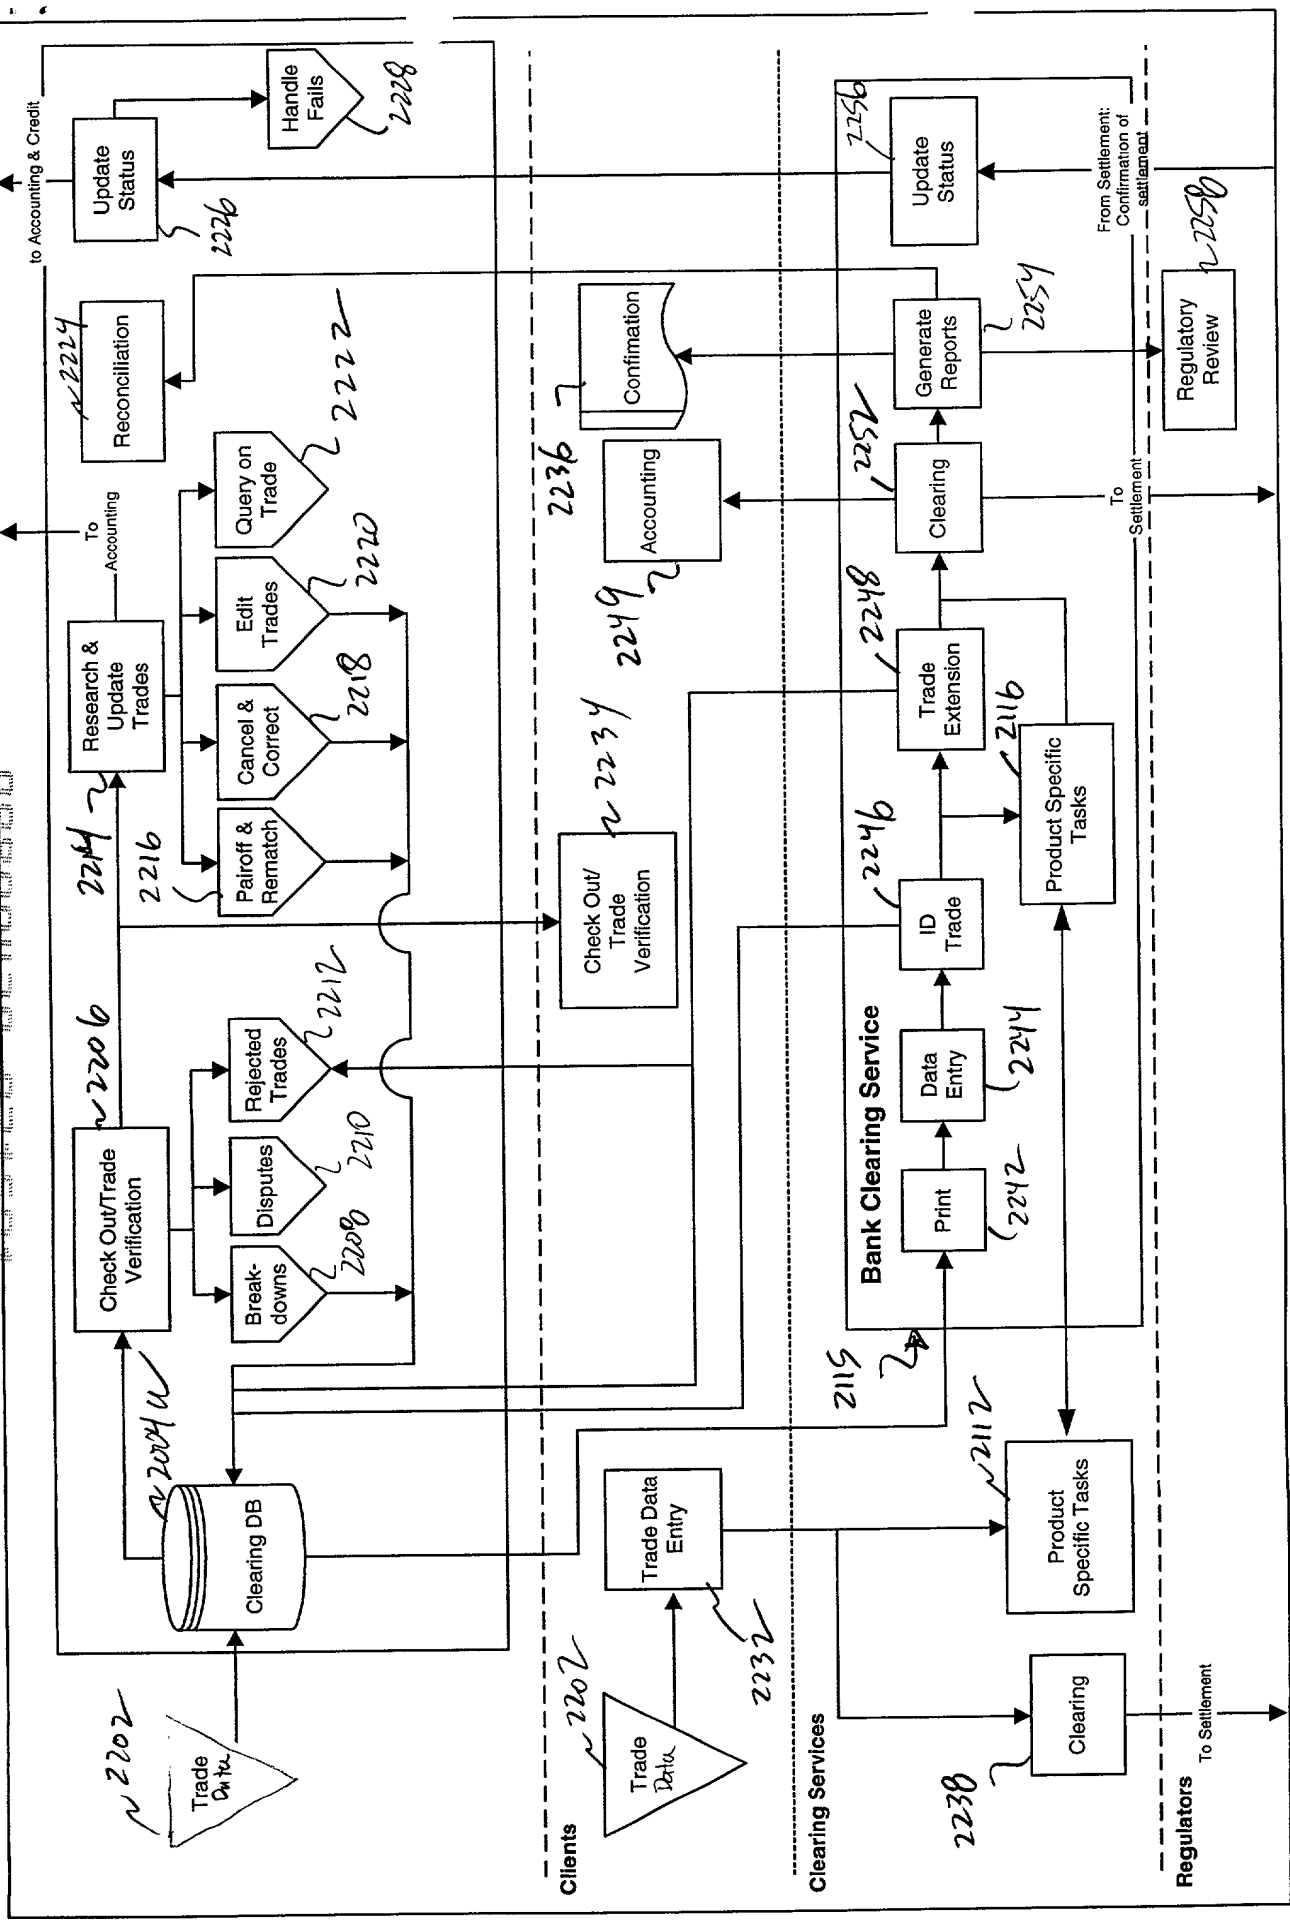 to Accounting & Credit
Update
Status
2226
Handle
Fails
2228
2224
Reconciliation
To
Accounting
Research &
Update
Trades
2214
Query on
Trade
2222
Edit
Trades
2220
Cancel &
Correct
2218
Pairoff &
Rematch
2216
2206
Check Out/Trade
Verification
Rejected
Trades
2212
Disputes
2210
Break-
downs
2208
2004u
Clearing DB
2202
Trade
Data
Clients
2202
Trade
Data
Trade Data
Entry
2232
Check Out/
Trade
Verification
2234
Accounting
2249
Confimation
2236
Clearing Services
2115
Bank Clearing Service
Print
2242
Data
Entry
2244
ID
Trade
2246
Trade
Extension
2248
Clearing
2252
Generate
Reports
2254
Update
Status
2256
Product Specific
Tasks
2116
Product
Specific Tasks
2112
Clearing
2238
To
Settlement
From Settlement:
Confirmation of
settlement
Regulators
To Settlement
Regulatory
Review
2258